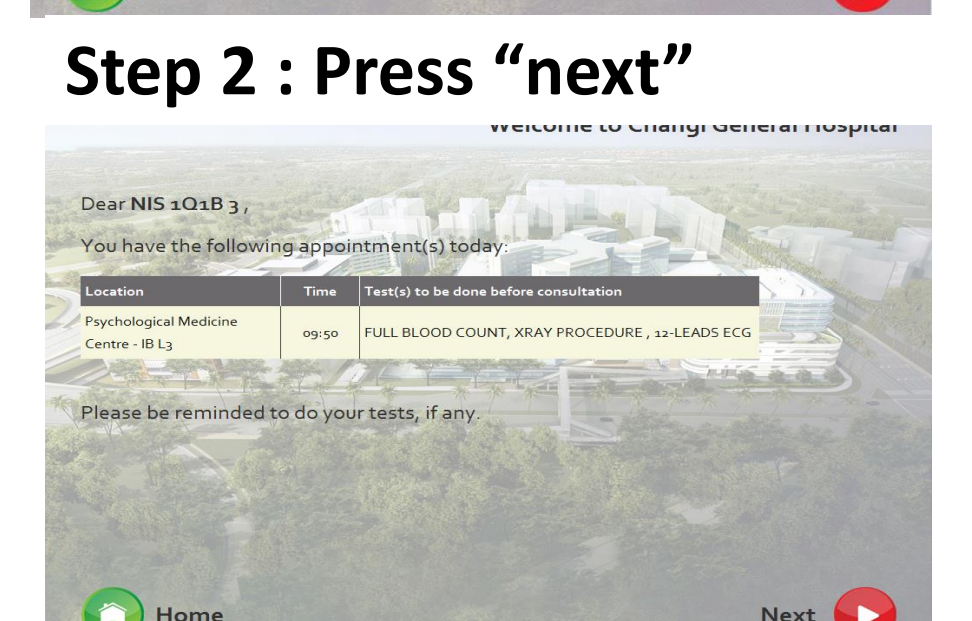 Step 2 : Press “next”
Welcome to Changi General Hospital
Dear NIS 1Q1B 3 ,
You have the following appointment(s) today:
Location Time Test(s) to be done before consultation
Psychological Medicine
Centre - IB L3 09:50 FULL BLOOD COUNT, XRAY PROCEDURE , 12-LEADS ECG
Please be reminded to do your tests, if any.
Home Next